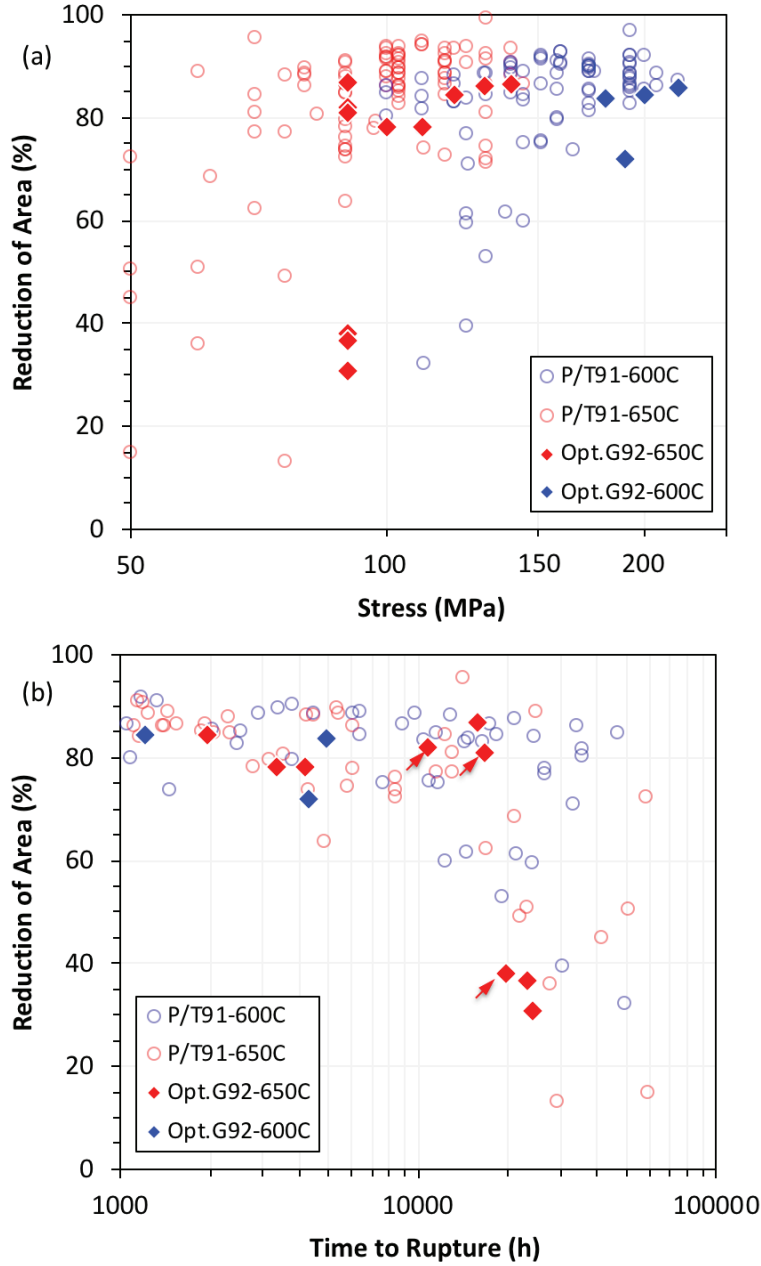 (a)
100
80
60
40
20
0
Reduction of Area (%)
P/T91-600C
P/T91-650C
Opt.G92-650C
Opt.G92-600C
50 100 150 200
Stress (MPa)
(b)
100
80
60
40
20
0
Reduction of Area (%)
P/T91-600C
P/T91-650C
Opt.G92-650C
Opt.G92-600C
1000 10000 100000
Time to Rupture (h)